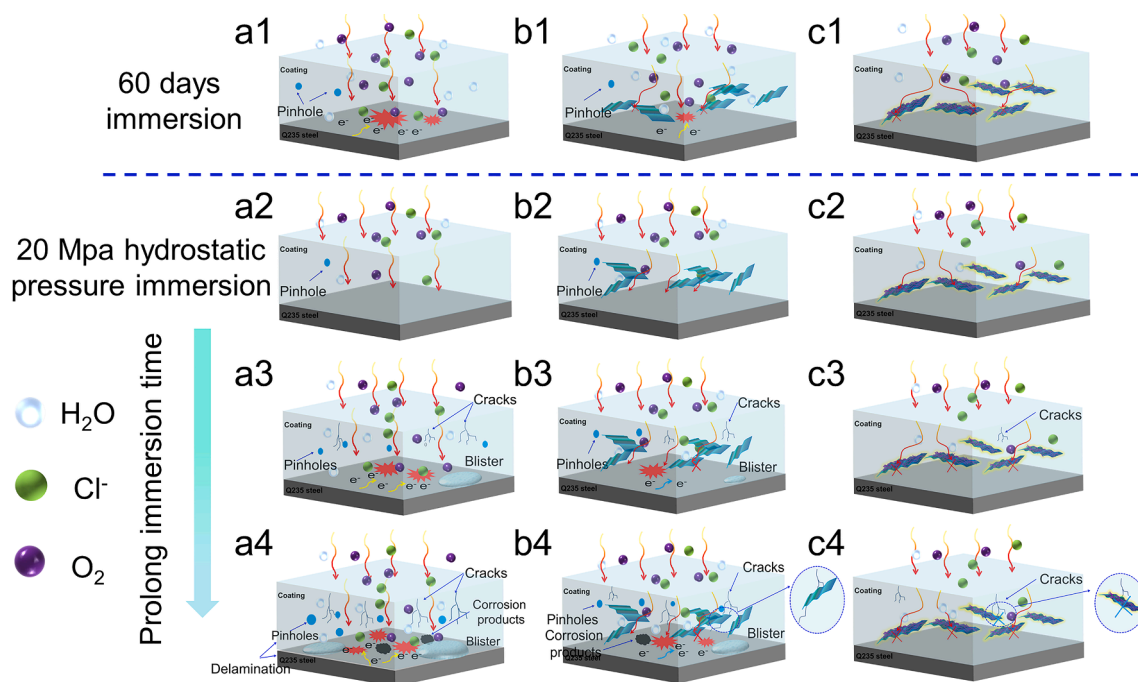 a1
b1
c1
60 days
immersion
Coating
Pinhole
e-
e-
e-
e-
Q235 steel
Coating
Pinhole
e-
e-
Q235 steel
Coating
Q235 steel
a2
b2
c2
20 Mpa hydrostatic
pressure immersion
Coating
Pinhole
Q235 steel
Coating
Pinhole
Q235 steel
Coating
Q235 steel
Prolong immersion time
H₂O
Cl⁻
O₂
a3
b3
c3
Coating
Cracks
Pinholes
Blister
e-
e-
e-
Q235 steel
Coating
Cracks
Pinholes
Blister
e-
e-
Q235 steel
Coating
Cracks
Q235 steel
a4
b4
c4
Coating
Cracks
Corrosion
products
Pinholes
Blister
Delamination
e-
e-
e-
Q235 steel
Coating
Cracks
Pinholes
Corrosion
products
Blister
e-
e-
Q235 steel
Coating
Cracks
Q235 steel